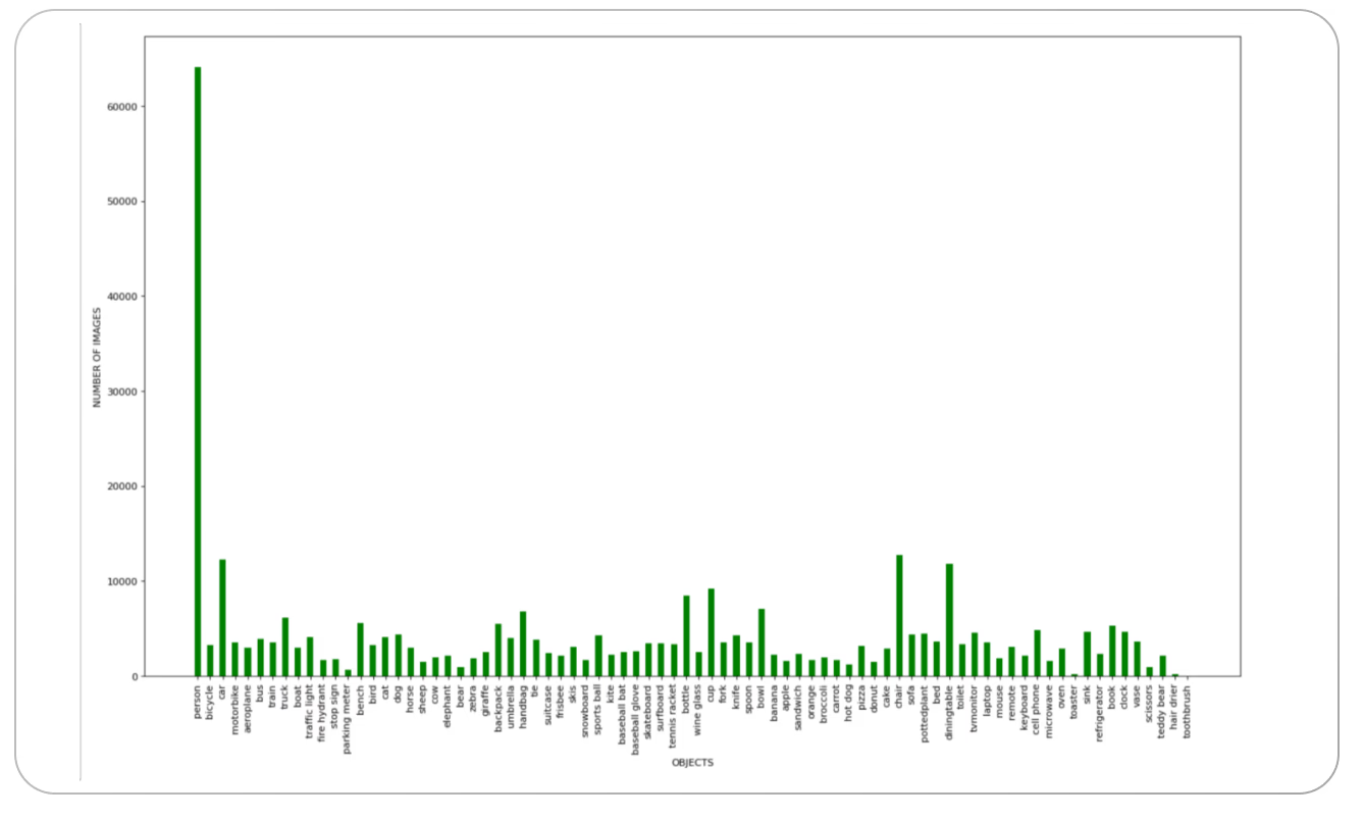 60000
50000
40000
30000
20000
10000
0
NUMBER OF IMAGES
person
bicycle
car
motorbike
aeroplane
bus
train
truck
boat
traffic light
fire hydrant
stop sign
parking meter
bench
bird
cat
dog
horse
sheep
cow
elephant
bear
zebra
giraffe
backpack
umbrella
handbag
tie
suitcase
frisbee
skis
snowboard
sports ball
kite
baseball bat
baseball glove
skateboard
surfboard
tennis racket
bottle
wine glass
cup
fork
knife
spoon
bowl
banana
apple
sandwich
orange
broccoli
carrot
hot dog
pizza
donut
cake
chair
sofa
pottedplant
bed
diningtable
toilet
tvmonitor
laptop
mouse
remote
keyboard
cell phone
microwave
oven
toaster
sink
refrigerator
book
clock
vase
scissors
teddy bear
hair drier
toothbrush
OBJECTS